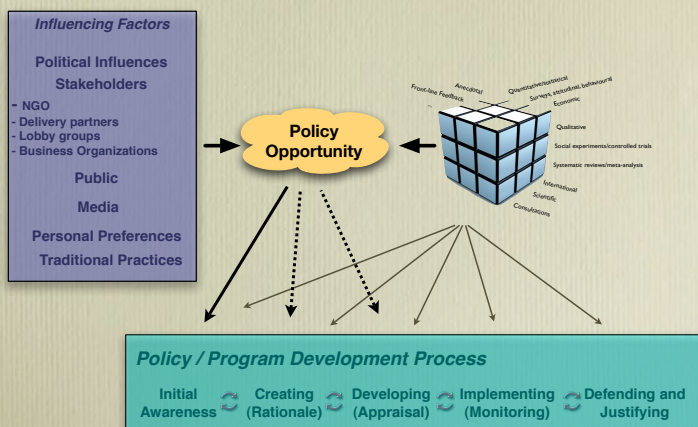 Influencing Factors
Political Influences
Stakeholders
- NGO
- Delivery partners
- Lobby groups
- Business Organizations
Public
Media
Personal Preferences
Traditional Practices
Policy
Opportunity
Front-line Feedback
Anecdotal
Quantitative/statistical
Surveys, attitudinal, behavioural
Economic
Qualitative
Social experiments/controlled trials
Systematic reviews/meta-analysis
International
Scientific
Consultations
Policy / Program Development Process
Initial Creating Developing Implementing Defending and
Awareness (Rationale) (Appraisal) (Monitoring) Justifying